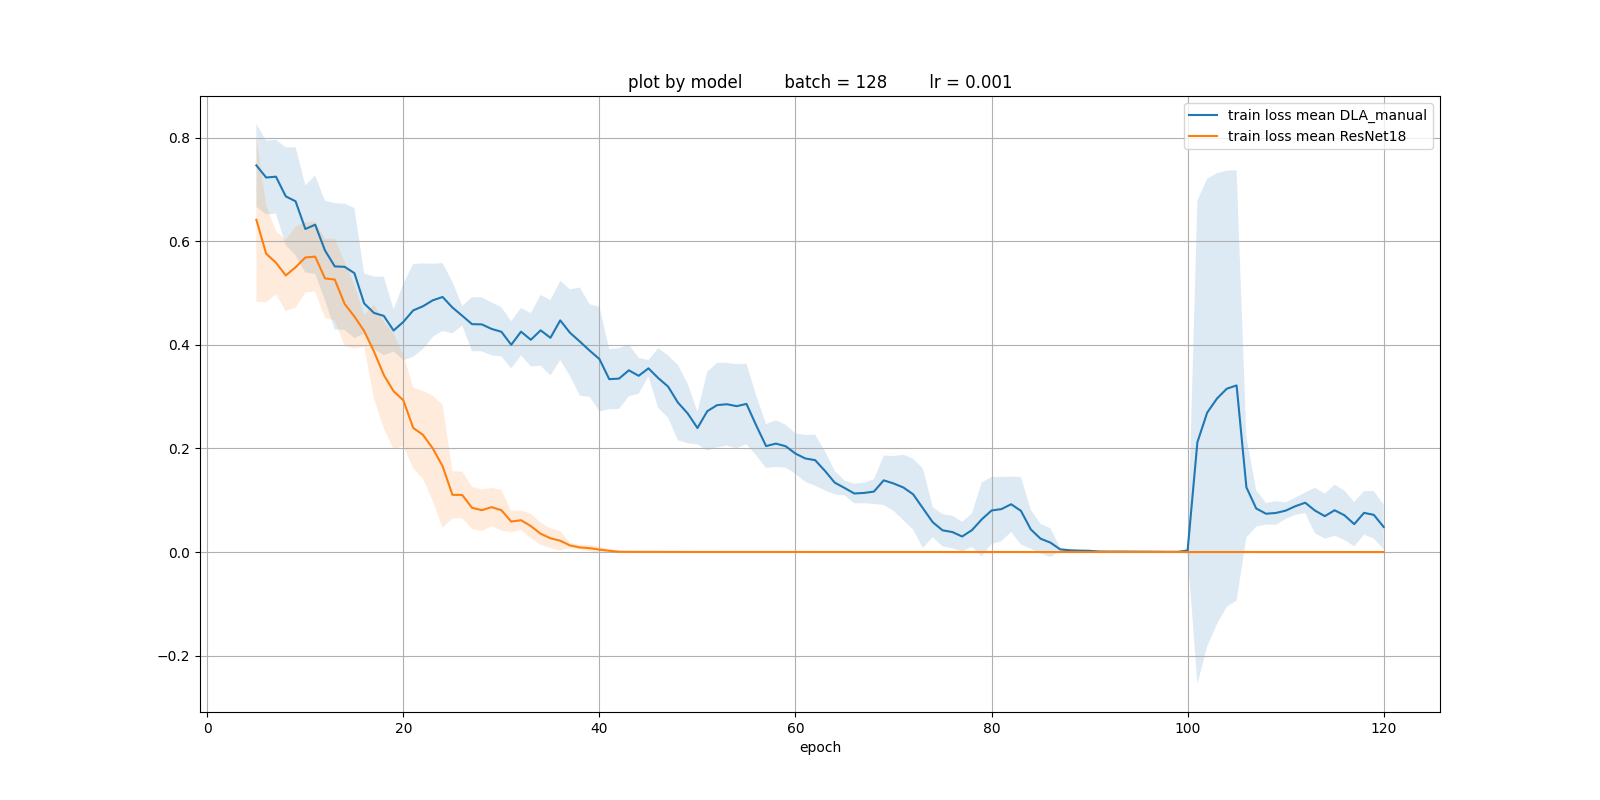 plot by model batch = 128 lr = 0.001
train loss mean DLA_manual
train loss mean ResNet18
0.8
0.6
0.4
0.2
0.0
−0.2
0 20 40 60 80 100 120
epoch